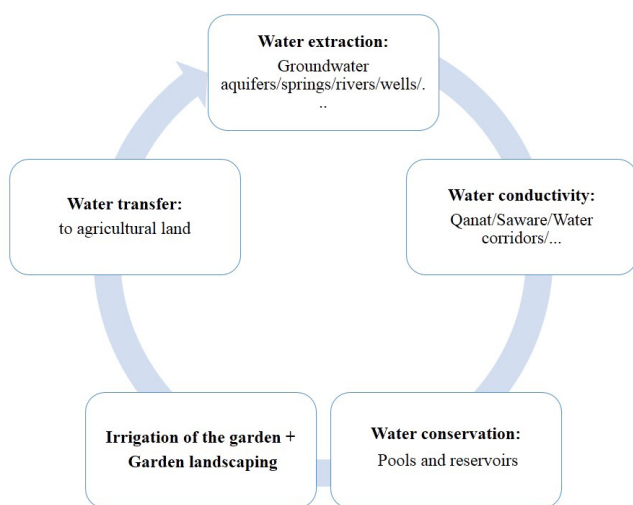 Water extraction:
Groundwater
aquifers/springs/rivers/wells/.
..
Water conductivity:
Qanat/Saware/Water
corridors/...
Water conservation:
Pools and reservoirs
Irrigation of the garden +
Garden landscaping
Water transfer:
to agricultural land